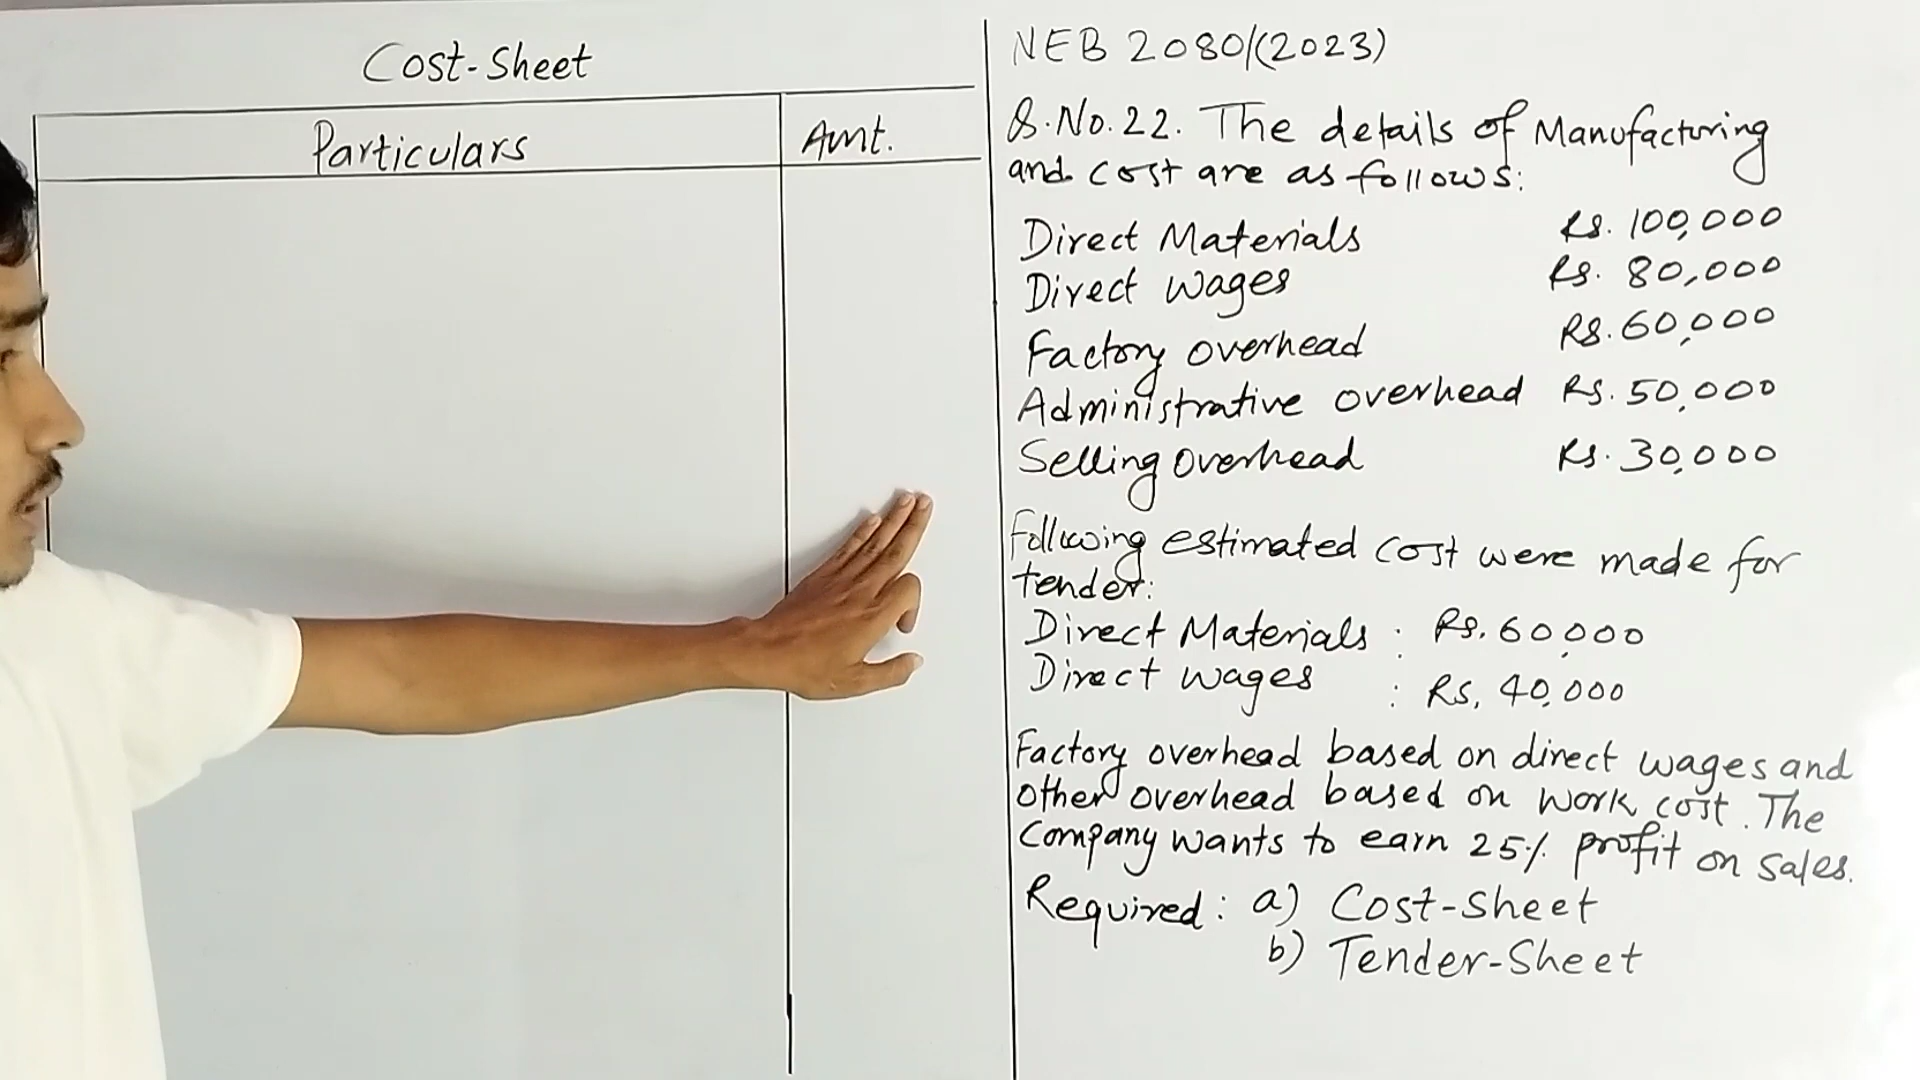 Cost-Sheet
Particulars
Amt.
NEB 2080/(2023)
Q.No.22. The details of Manufacturing
and cost are as follows:
Direct Materials Rs. 100,000
Direct Wages Rs. 80,000
Factory overhead Rs. 60,000
Administrative overhead Rs. 50,000
Selling overhead Rs. 30,000
Following estimated cost were made for
tender:
Direct Materials : Rs. 60,000
Direct Wages : Rs, 40,000
Factory overhead based on direct wages and
other overhead based on work cost. The
Company wants to earn 25% profit on sales.
Required: a) Cost-Sheet
b) Tender-Sheet